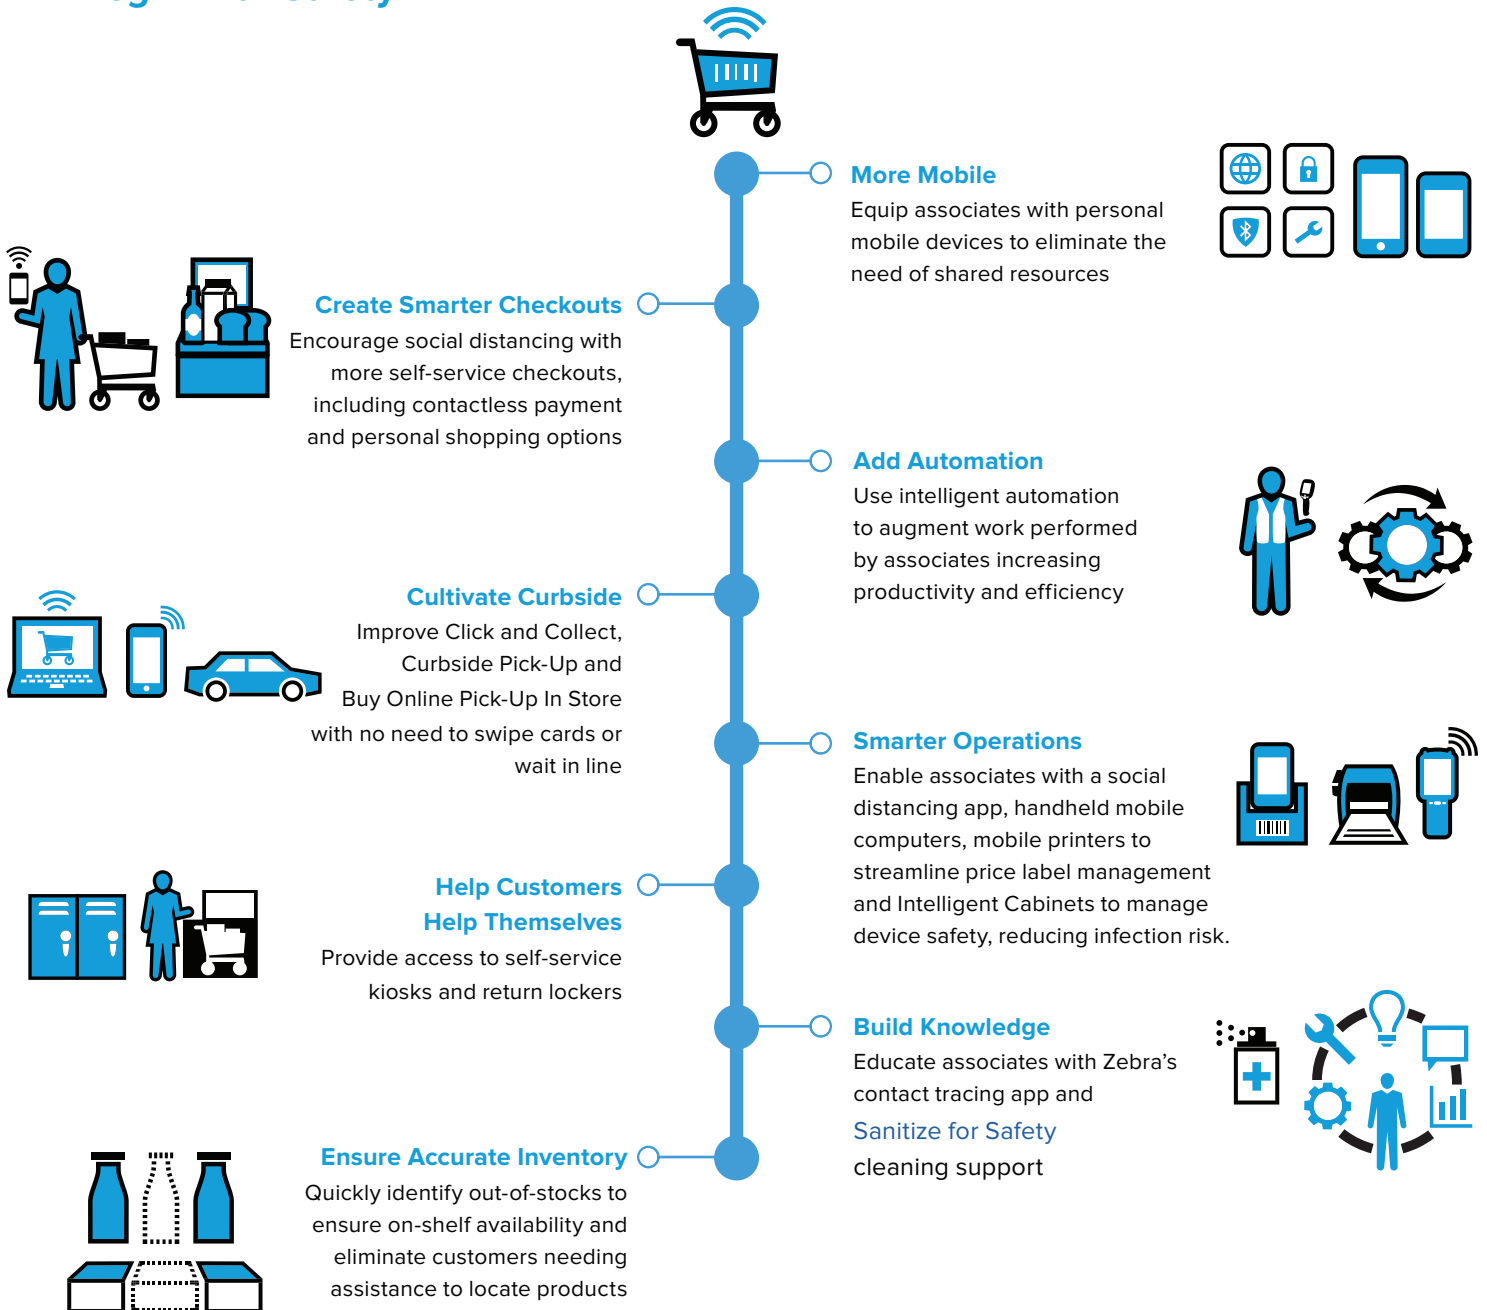 More Mobile
Equip associates with personal
mobile devices to eliminate the
need of shared resources
Create Smarter Checkouts
Encourage social distancing with
more self-service checkouts,
including contactless payment
and personal shopping options
Add Automation
Use intelligent automation
to augment work performed
by associates increasing
productivity and efficiency
Cultivate Curbside
Improve Click and Collect,
Curbside Pick-Up and
Buy Online Pick-Up In Store
with no need to swipe cards or
wait in line
Smarter Operations
Enable associates with a social
distancing app, handheld mobile
computers, mobile printers to
streamline price label management
and Intelligent Cabinets to manage
device safety, reducing infection risk.
Help Customers
Help Themselves
Provide access to self-service
kiosks and return lockers
Build Knowledge
Educate associates with Zebra’s
contact tracing app and
Sanitize for Safety
cleaning support
Ensure Accurate Inventory
Quickly identify out-of-stocks to
ensure on-shelf availability and
eliminate customers needing
assistance to locate products